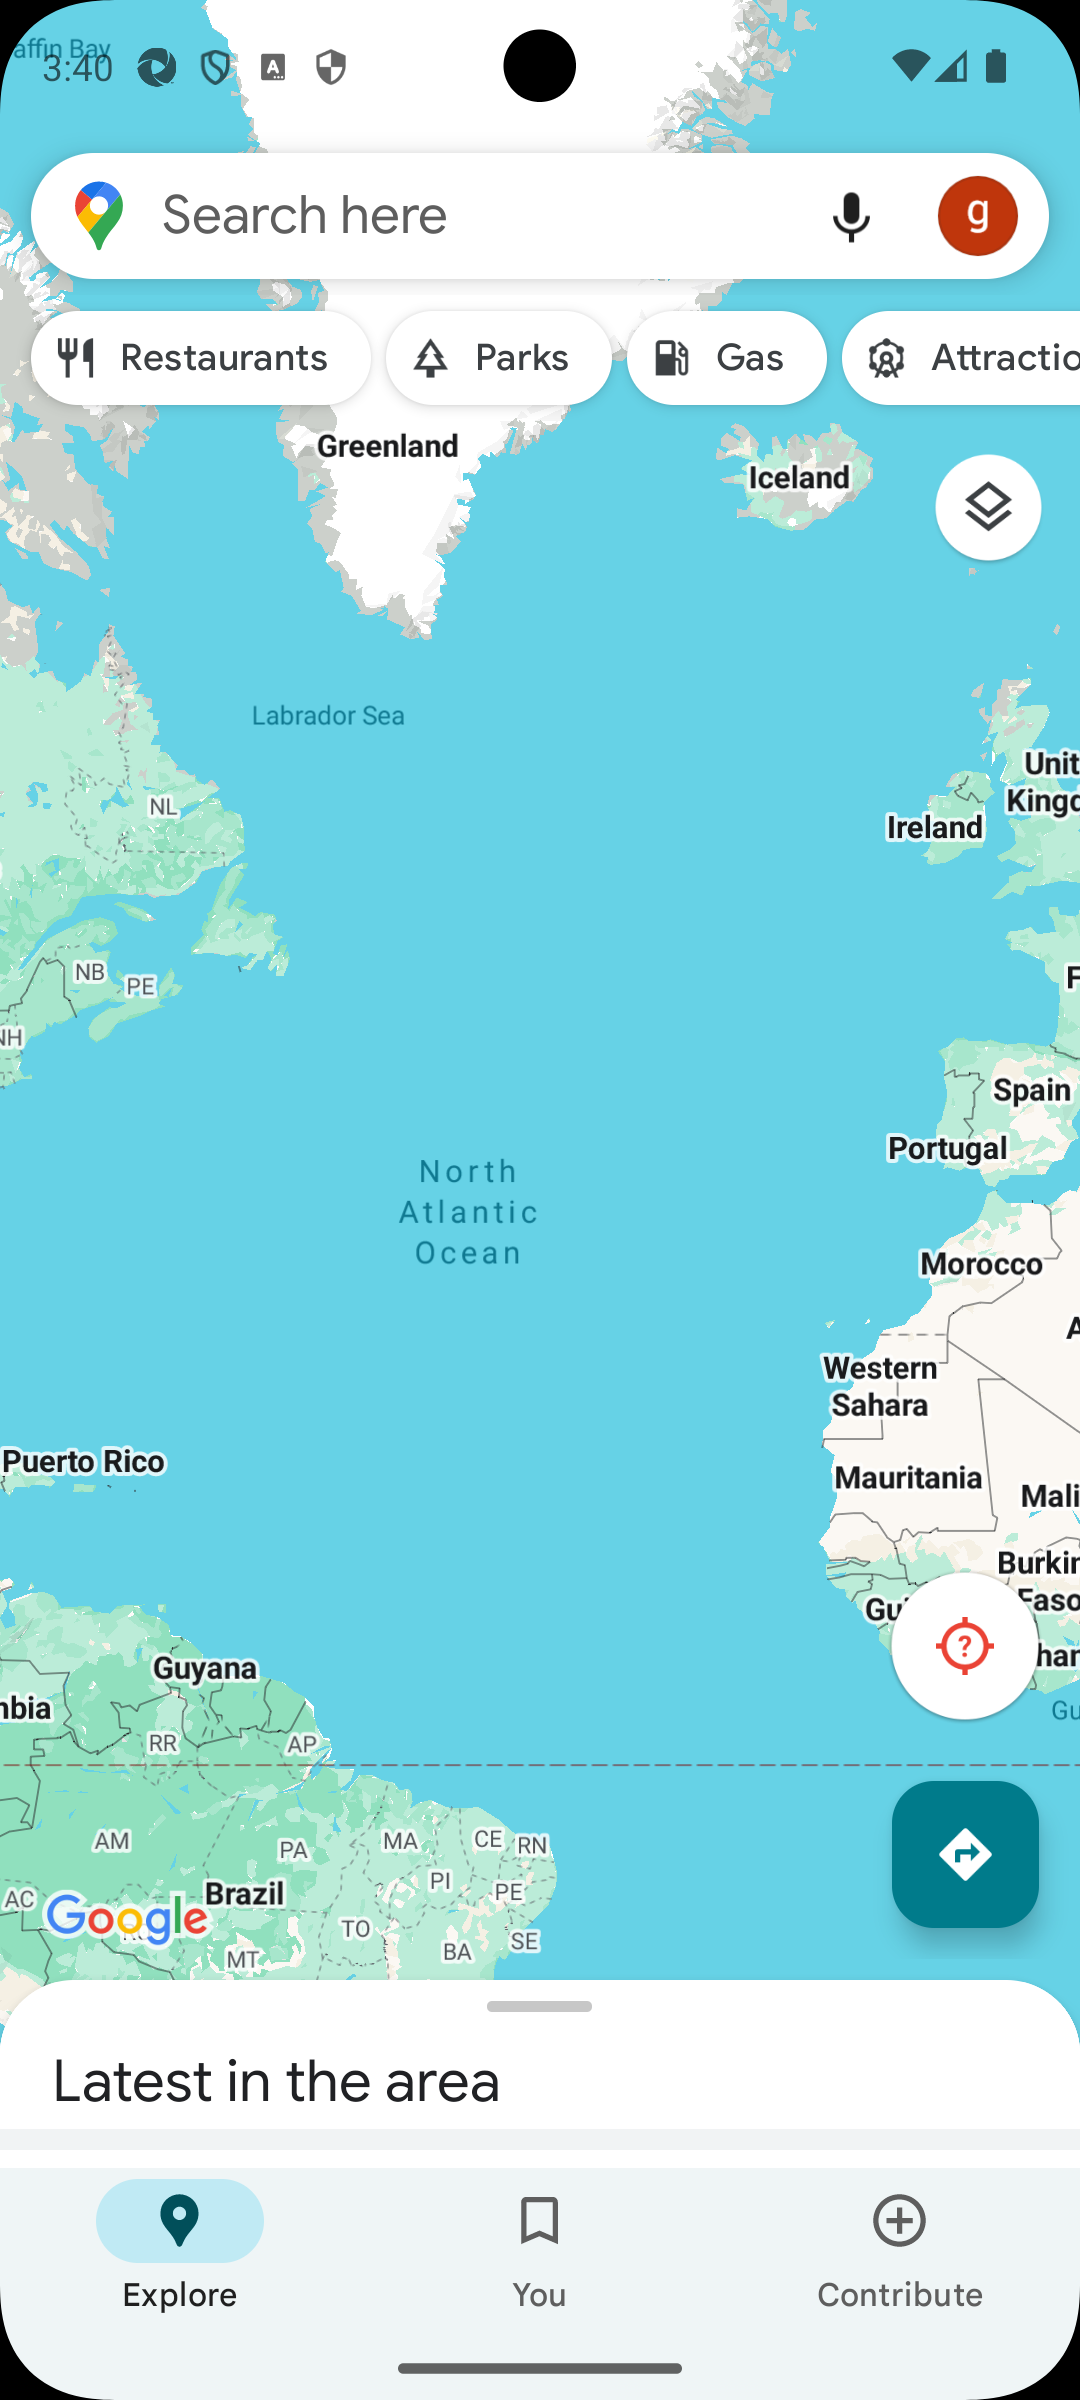 affin Bay
3:40
Search here
g
Restaurants
Parks
Gas
Attractio
Greenland
Iceland
Labrador Sea
Unit
Kingd
NL
Ireland
NB
PE
F
NH
Spain
Portugal
North
Atlantic
Ocean
Morocco
A
Western
Sahara
Puerto Rico
Mauritania
Mali
Burkin
Faso
Gu
han
Guyana
mbia
Gu
RR
AP
AM
PA
MA
CE
RN
PI
PE
AC
Brazil
Google
TO
SE
BA
MT
Latest in the area
Explore
You
Contribute